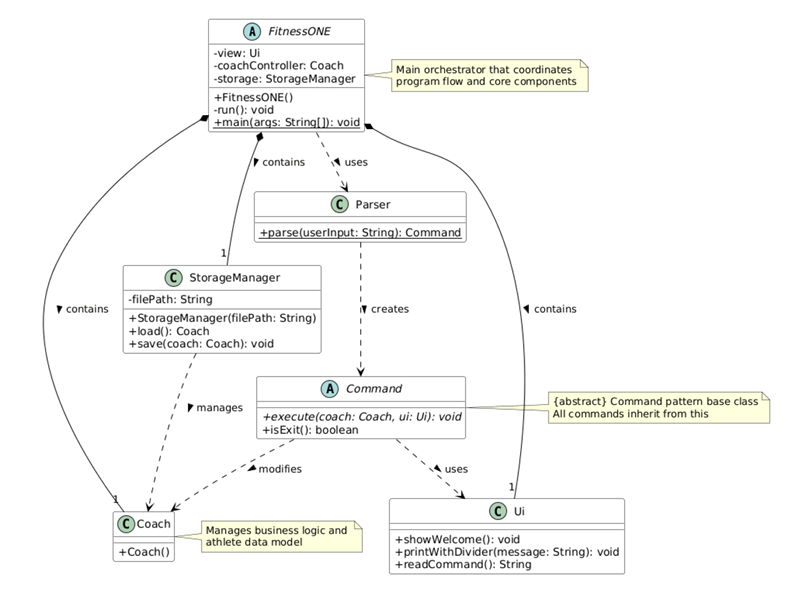 A FitnessONE
-view: Ui
-coachController: Coach
-storage: StorageManager
+FitnessONE()
-run(): void
+main(args: String[]): void
Main orchestrator that coordinates
program flow and core components
contains
uses
C Parser
+parse(userInput: String): Command
1
C StorageManager
-filePath: String
+StorageManager(filePath: String)
+load(): Coach
+save(coach: Coach): void
contains
creates
contains
A Command
+execute(coach: Coach, ui: Ui): void
+isExit(): boolean
{abstract} Command pattern base class
All commands inherit from this
manages
modifies
uses
1
1
C Coach
+Coach()
Manages business logic and
athlete data model
C Ui
+showWelcome(): void
+printWithDivider(message: String): void
+readCommand(): String